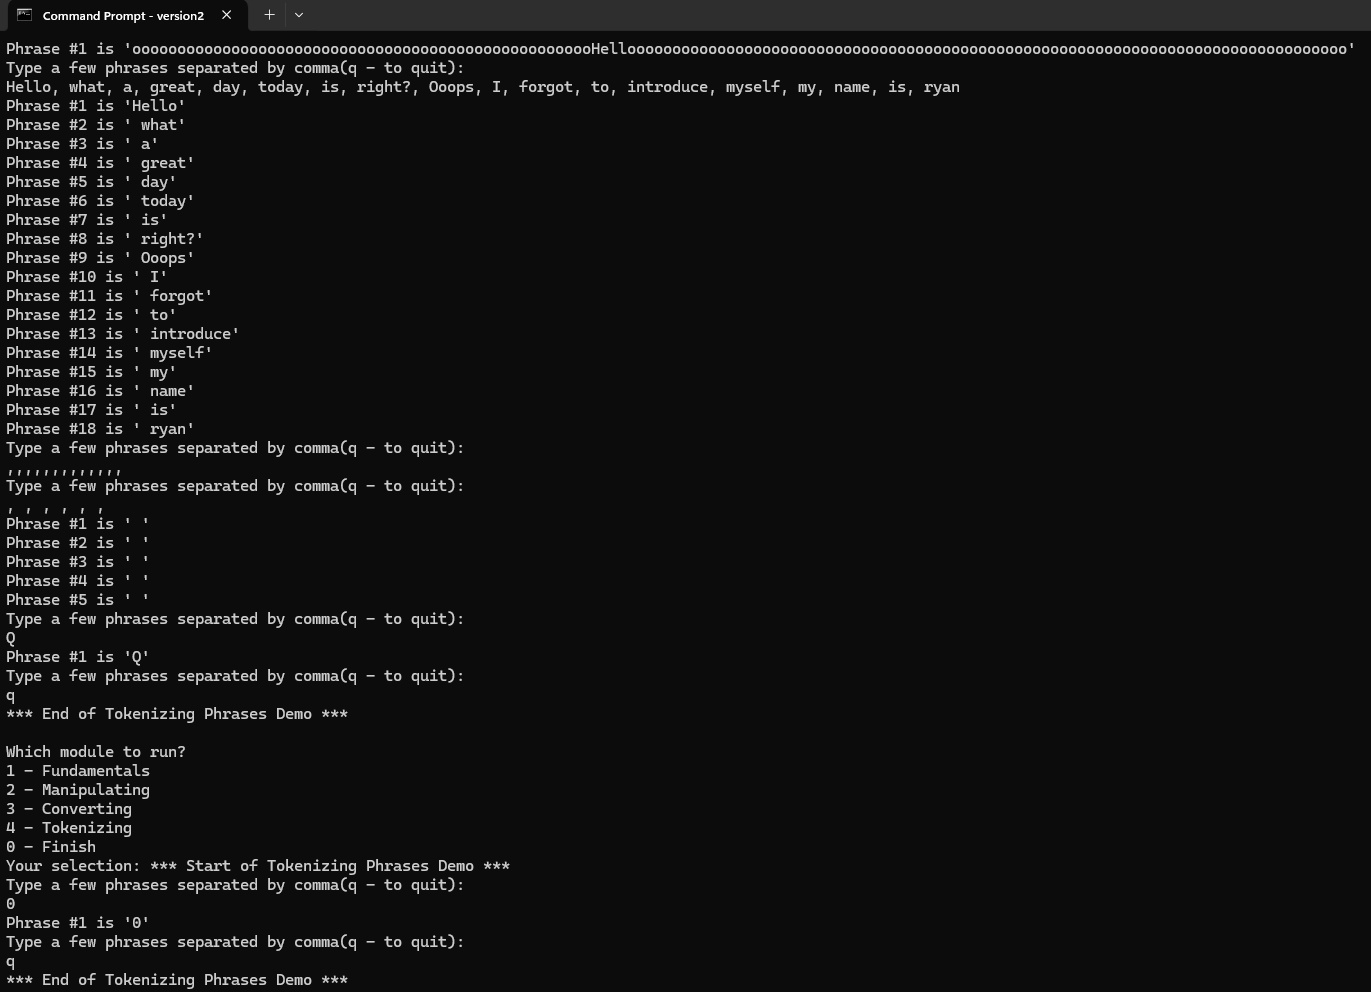 Command Prompt - version2
Phrase #1 is 'oooooooooooooooooooooooooooooooooooooooooooooooooooHelloooooooooooooooooooooooooooooooooooooooooooooooooooooooooooooooooooooooooooooooo'
Type a few phrases separated by comma(q - to quit):
Hello, what, a, great, day, today, is, right?, Ooops, I, forgot, to, introduce, myself, my, name, is, ryan
Phrase #1 is 'Hello'
Phrase #2 is ' what'
Phrase #3 is ' a'
Phrase #4 is ' great'
Phrase #5 is ' day'
Phrase #6 is ' today'
Phrase #7 is ' is'
Phrase #8 is ' right?'
Phrase #9 is ' Ooops'
Phrase #10 is ' I'
Phrase #11 is ' forgot'
Phrase #12 is ' to'
Phrase #13 is ' introduce'
Phrase #14 is ' myself'
Phrase #15 is ' my'
Phrase #16 is ' name'
Phrase #17 is ' is'
Phrase #18 is ' ryan'
Type a few phrases separated by comma(q - to quit):
,,,,,,,,,,,,,
Type a few phrases separated by comma(q - to quit):
, , , , , ,
Phrase #1 is ' '
Phrase #2 is ' '
Phrase #3 is ' '
Phrase #4 is ' '
Phrase #5 is ' '
Type a few phrases separated by comma(q - to quit):
Q
Phrase #1 is 'Q'
Type a few phrases separated by comma(q - to quit):
q
*** End of Tokenizing Phrases Demo ***
Which module to run?
1 - Fundamentals
2 - Manipulating
3 - Converting
4 - Tokenizing
0 - Finish
Your selection: *** Start of Tokenizing Phrases Demo ***
Type a few phrases separated by comma(q - to quit):
0
Phrase #1 is '0'
Type a few phrases separated by comma(q - to quit):
q
*** End of Tokenizing Phrases Demo ***